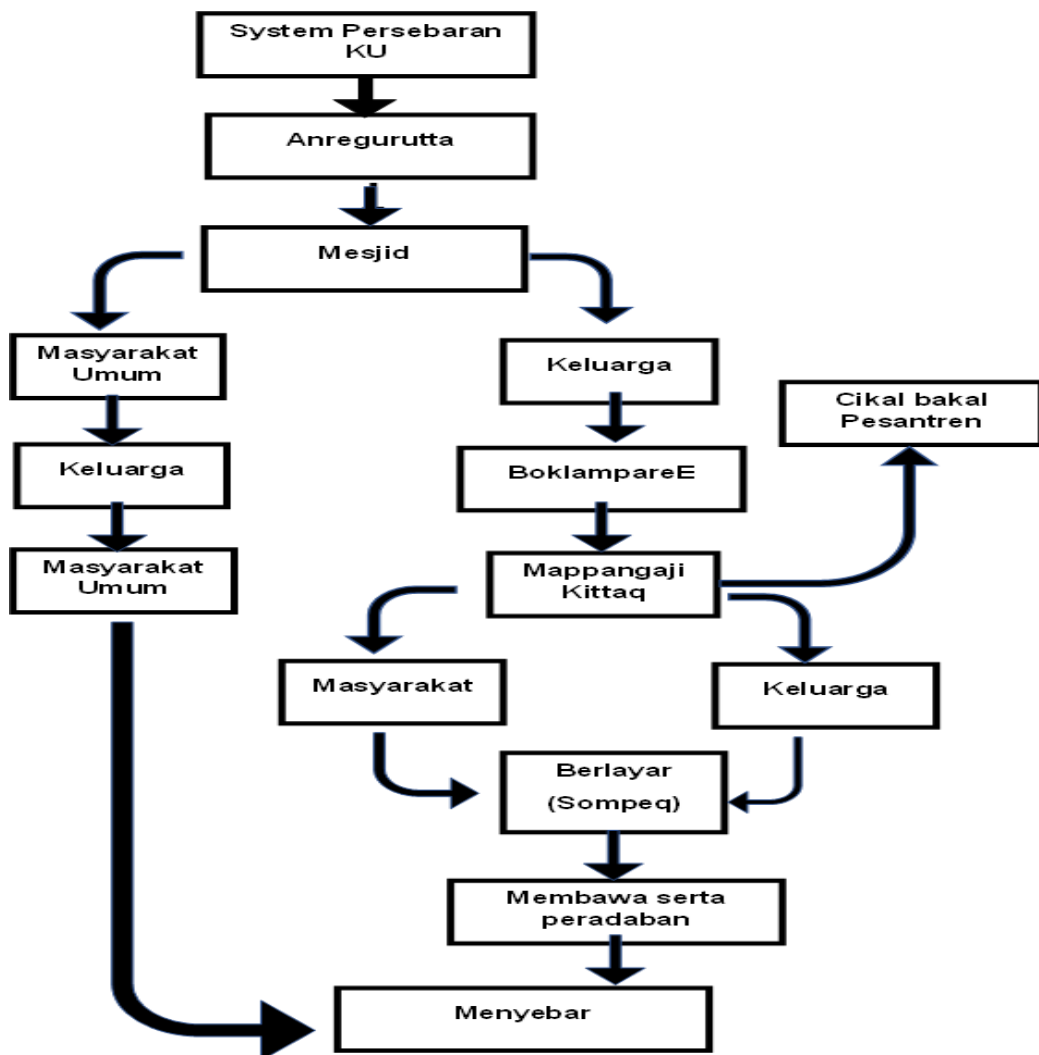 System Persebaran
KU
Anregurutta
Mesjid
Masyarakat
Umum
Keluarga
Cikal bakal
Pesantren
Keluarga
BoklampareE
Masyarakat
Umum
Mappangaji
Kittaq
Masyarakat
Keluarga
Berlayar
(Sompeq)
Membawa serta
peradaban
Menyebar